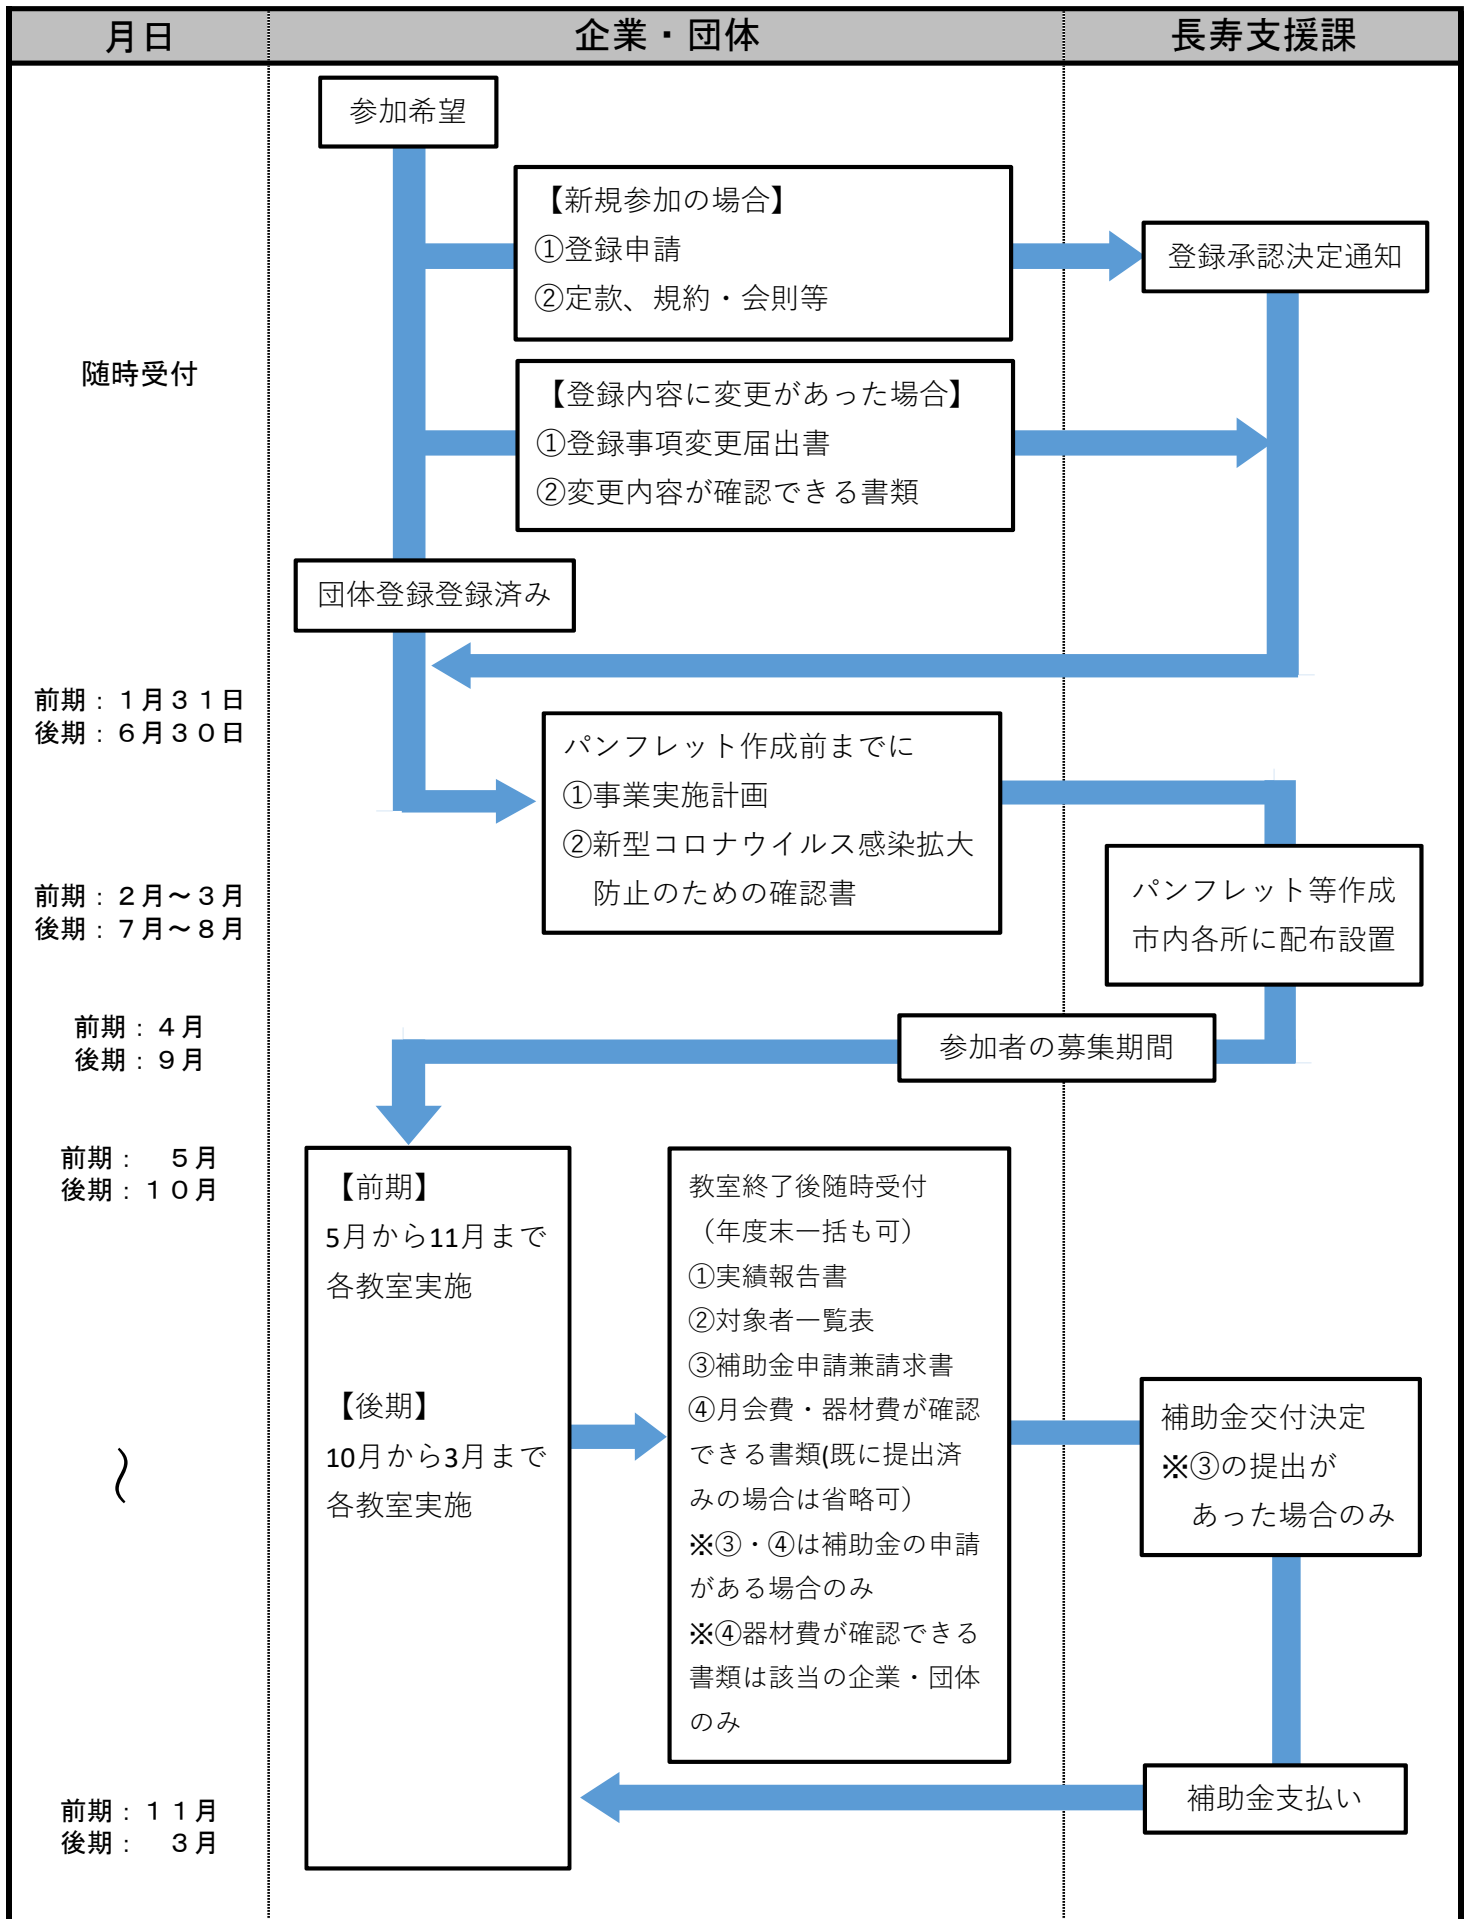 月日
企業・団体
長寿支援課
参加希望
【新規参加の場合】
①登録申請
②定款、規約・会則等
登録承認決定通知
随時受付
【登録内容に変更があった場合】
①登録事項変更届出書
②変更内容が確認できる書類
団体登録登録済み
前期：１月３１日
後期：６月３０日
パンフレット作成前までに
①事業実施計画
②新型コロナウイルス感染拡大
防止のための確認書
前期：２月～３月
後期：７月～８月
パンフレット等作成
市内各所に配布設置
前期：４月
後期：９月
参加者の募集期間
前期：　５月
後期：１０月
【前期】
5月から11月まで
各教室実施
【後期】
10月から3月まで
各教室実施
教室終了後随時受付
（年度末一括も可）
①実績報告書
②対象者一覧表
③補助金申請兼請求書
④月会費・器材費が確認
できる書類(既に提出済
みの場合は省略可）
※③・④は補助金の申請
がある場合のみ
※④器材費が確認できる
書類は該当の企業・団体
のみ
補助金交付決定
※③の提出が
あった場合のみ
～
補助金支払い
前期：１１月
後期：　３月